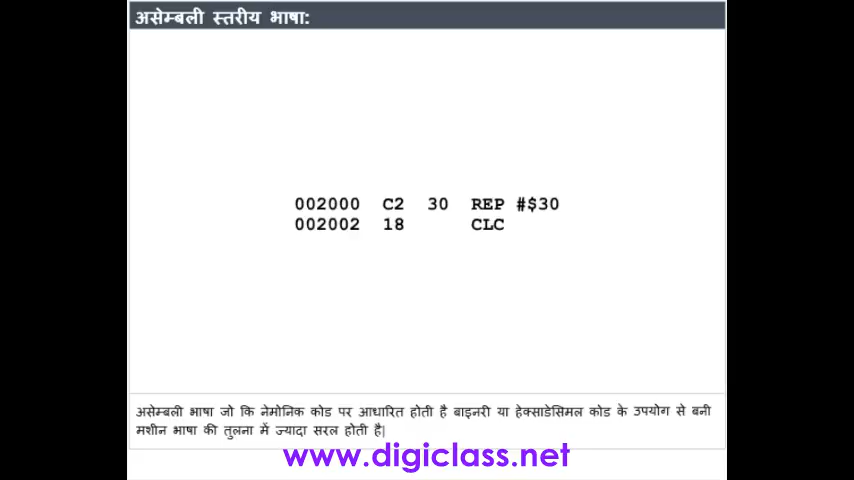 असेम्बली स्तरीय भाषा:
002000 C2 30 REP #$30
002002 18 CLC
असेम्बली भाषा जो कि नेमोनिक कोड पर आधारित होती है बाइनरी या हेक्साडेसिमल कोड के उपयोग से बनी
मशीन भाषा की तुलना में ज्यादा सरल होती है|
www.digiclass.net